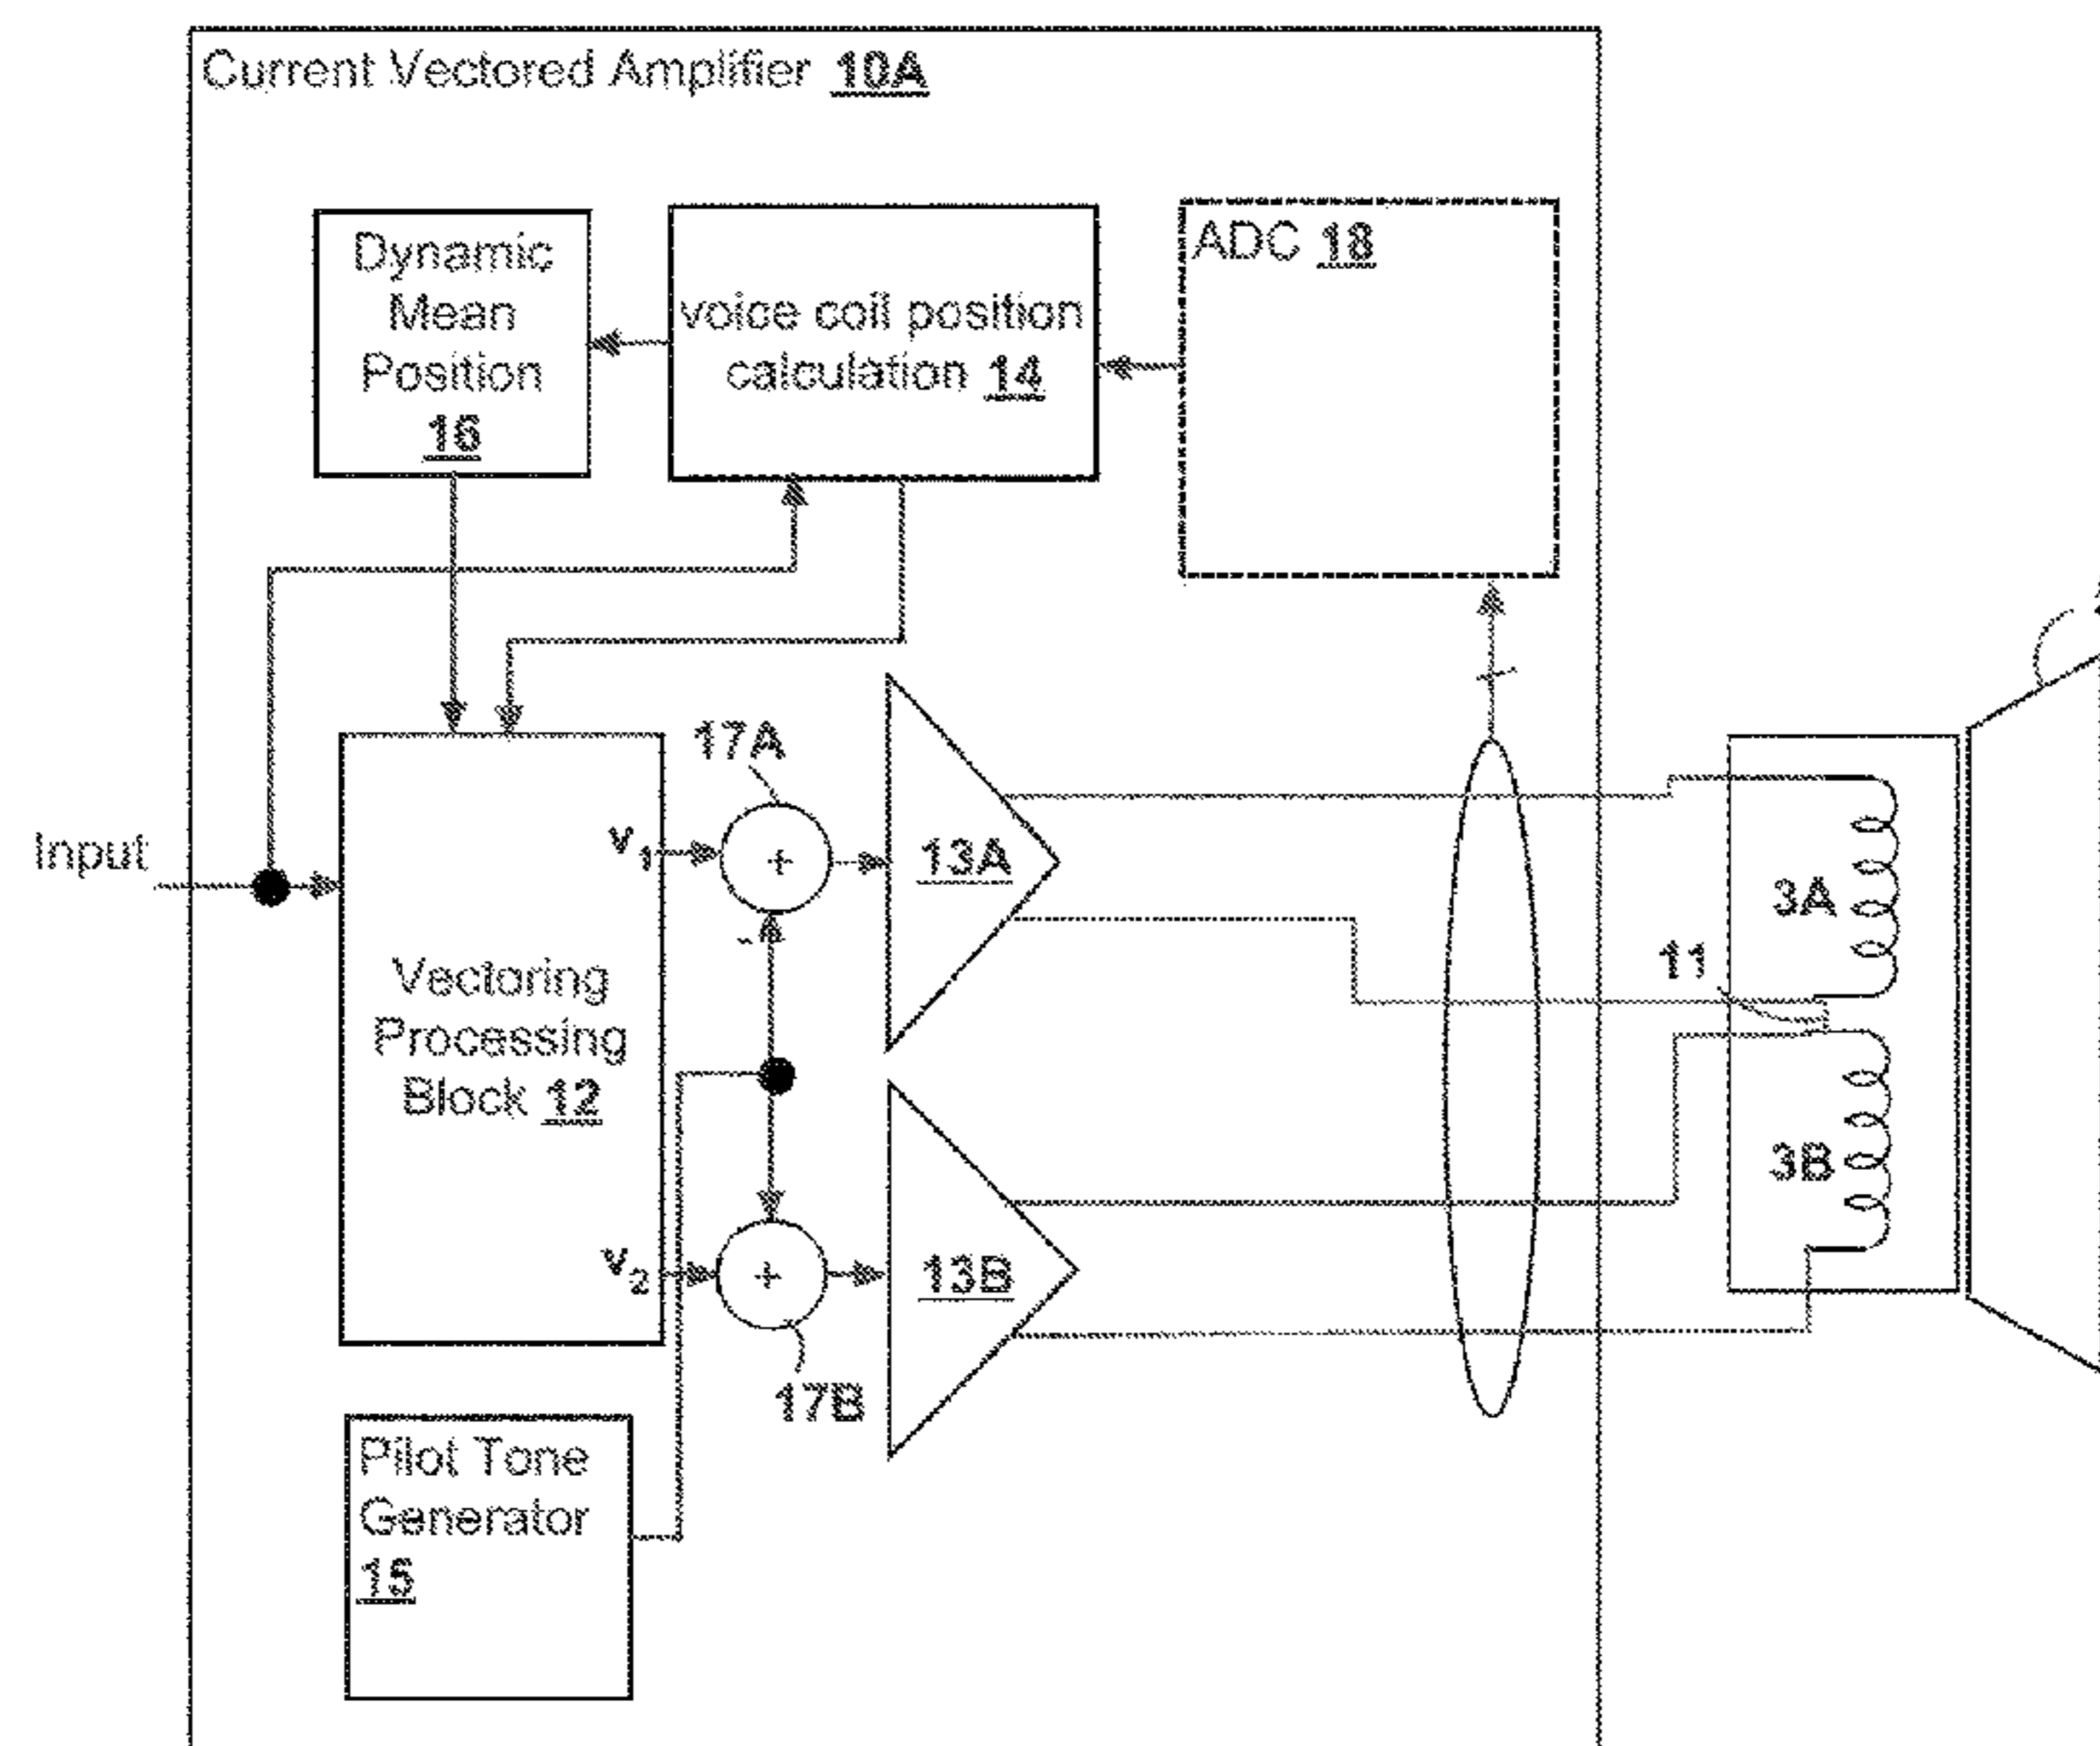 Current Vectored Amplifier 10A
Dynamic
Mean
Position
16
voice coil position
calculation 14
ADC 18
17A
Input
v1
+
13A
-
3A
11
Vectoring
Processing
Block 12
3B
v2
+
13B
17B
Pilot Tone
Generator
15